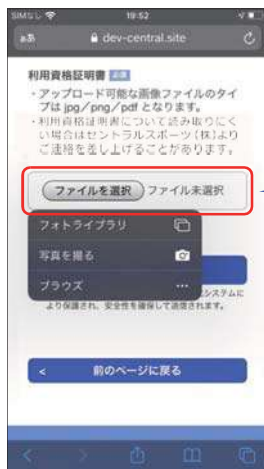 SIMなし 19:52
ぁあ dev-central.site
利用資格証明書 必須
・アップロード可能な画像ファイルのタイ
プは jpg／png／pdf となります。
・利用資格証明書について読み取りにく
い場合はセントラルスポーツ（株）より
ご連絡を差し上げることがあります。
ファイルを選択 ファイル未選択
フォトライブラリ
写真を撮る
ブラウズ
システムに
より保護され、安全性を確保して送信されます。
< 前のページに戻る